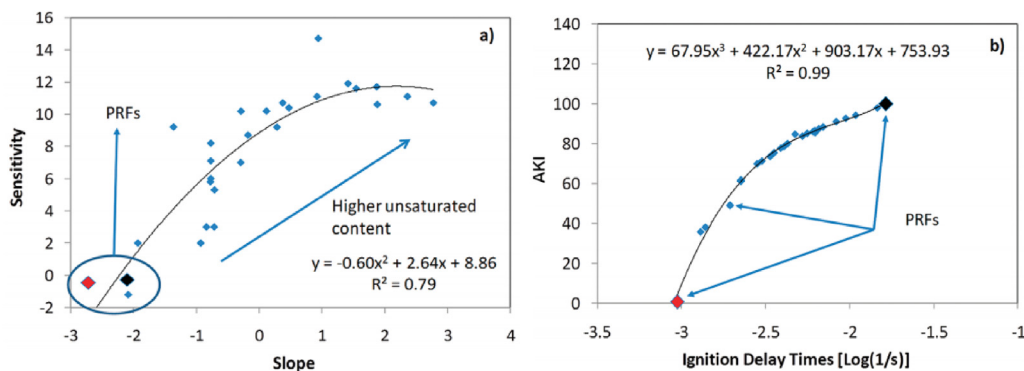 a)
16
14
12
10
8
6
4
2
0
-2
Sensitivity
PRFs
Higher unsaturated
content
y = -0.60x² + 2.64x + 8.86
R² = 0.79
-3 -2 -1 0 1 2 3 4
Slope
b)
140
120
100
80
60
40
20
0
AKI
y = 67.95x³ + 422.17x² + 903.17x + 753.93
R² = 0.99
PRFs
-3.5 -3 -2.5 -2 -1.5 -1
Ignition Delay Times [Log(1/s)]